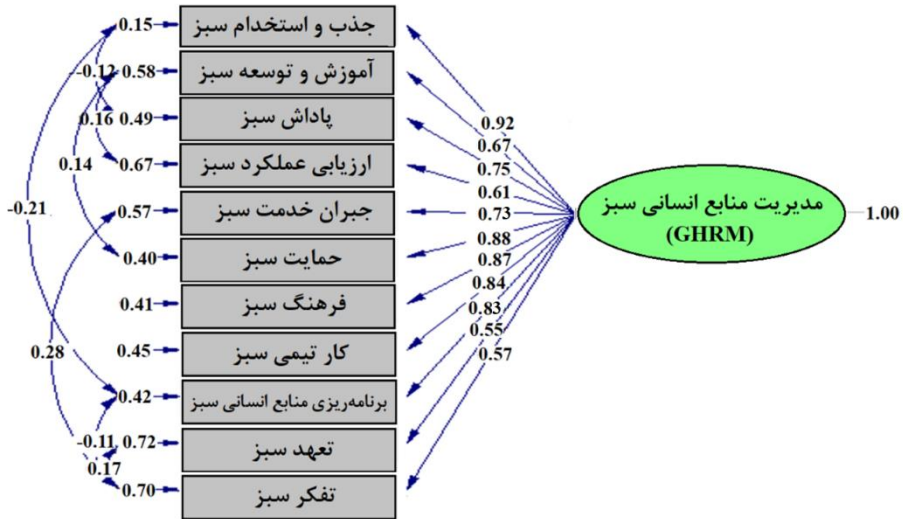 0.15
جذب و استخدام سبز
-0.12
0.58
آموزش و توسعه سبز
0.16
0.49
پاداش سبز
0.14
0.67
ارزیابی عملکرد سبز
-0.21
0.57
جبران خدمت سبز
0.40
حمایت سبز
0.41
فرهنگ سبز
0.28
0.45
کار تیمی سبز
0.42
برنامه‌ریزی منابع انسانی سبز
-0.11
0.72
تعهد سبز
0.17
0.70
تفکر سبز
0.92
0.67
0.75
0.61
0.73
0.88
0.87
0.84
0.83
0.55
0.57
مدیریت منابع انسانی سبز
(GHRM)
1.00